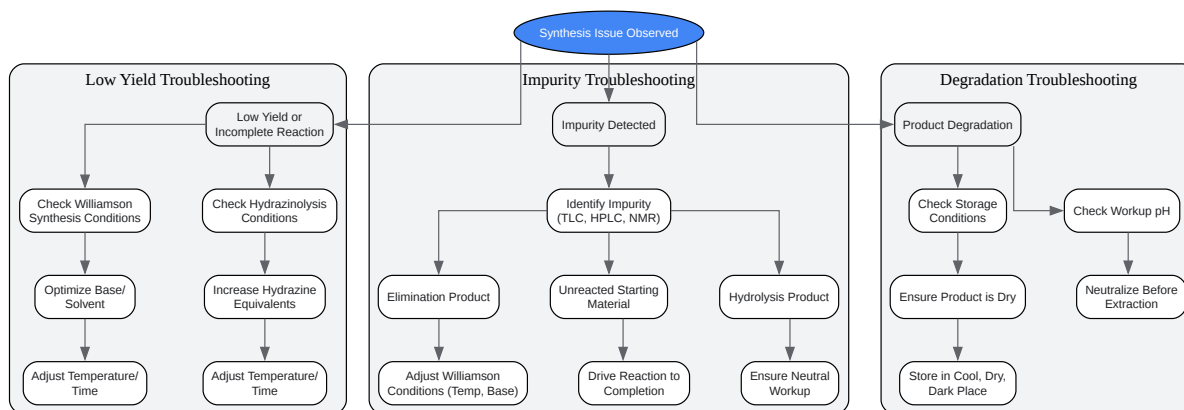 Synthesis Issue Observed
Low Yield Troubleshooting
Low Yield or
Incomplete Reaction
Check Williamson
Synthesis Conditions
Check Hydrazinolysis
Conditions
Optimize Base/
Solvent
Increase Hydrazine
Equivalents
Adjust Temperature/
Time
Adjust Temperature/
Time
Impurity Troubleshooting
Impurity Detected
Identify Impurity
(TLC, HPLC, NMR)
Elimination Product
Unreacted Starting
Material
Hydrolysis Product
Adjust Williamson
Conditions (Temp, Base)
Drive Reaction to
Completion
Ensure Neutral
Workup
Degradation Troubleshooting
Product Degradation
Check Storage
Conditions
Check Workup pH
Ensure Product is Dry
Neutralize Before
Extraction
Store in Cool, Dry,
Dark Place